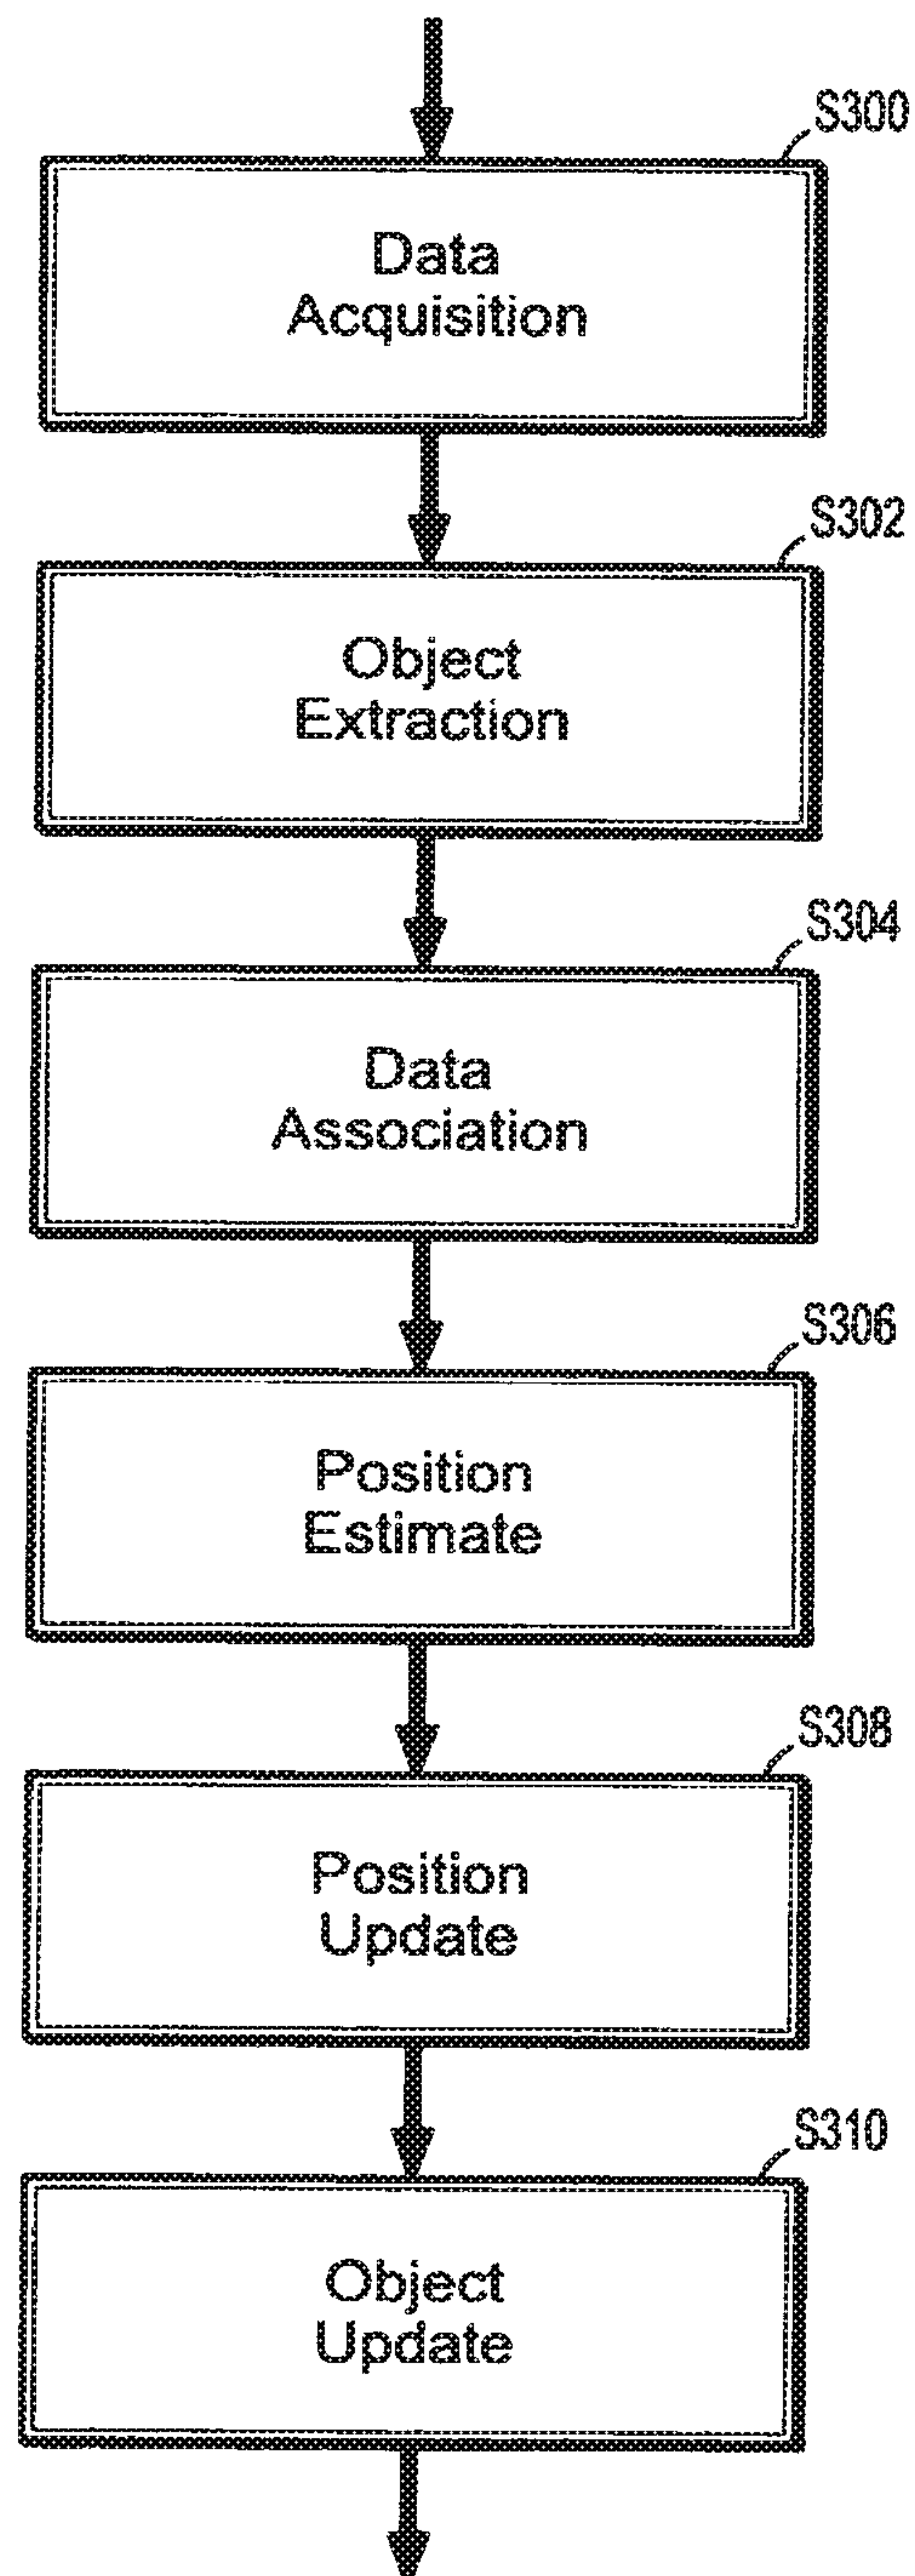 S300
Data
Acquisition
S302
Object
Extraction
S304
Data
Association
S306
Position
Estimate
S308
Position
Update
S310
Object
Update